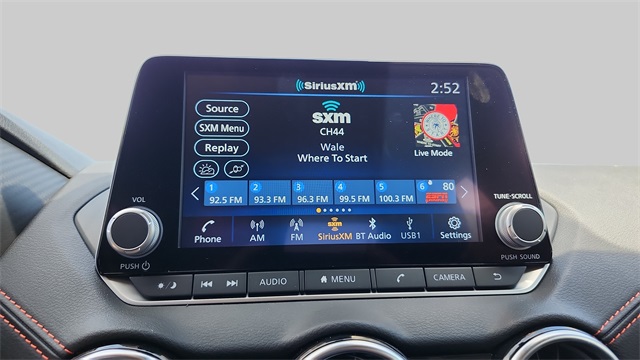 SiriusXM
2:52
Source
SXM Menu
Replay
sxm
CH44
Wale
Where To Start
Live Mode
1 2 3 4 5 6 80
92.5 FM 93.3 FM 96.3 FM 99.5 FM 100.3 FM
Phone AM FM SiriusXM BT Audio USB1 Settings
VOL
PUSH
TUNE·SCROLL
PUSH SOUND
AUDIO MENU CAMERA